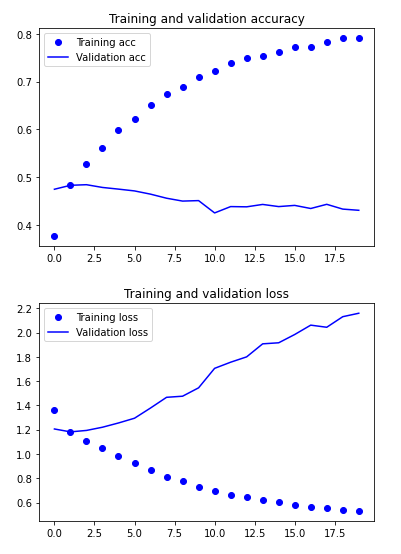 Training and validation accuracy
0.8
0.7
0.6
0.5
0.4
Training acc
Validation acc
0.0 2.5 5.0 7.5 10.0 12.5 15.0 17.5
Training and validation loss
2.2
2.0
1.8
1.6
1.4
1.2
1.0
0.8
0.6
Training loss
Validation loss
0.0 2.5 5.0 7.5 10.0 12.5 15.0 17.5